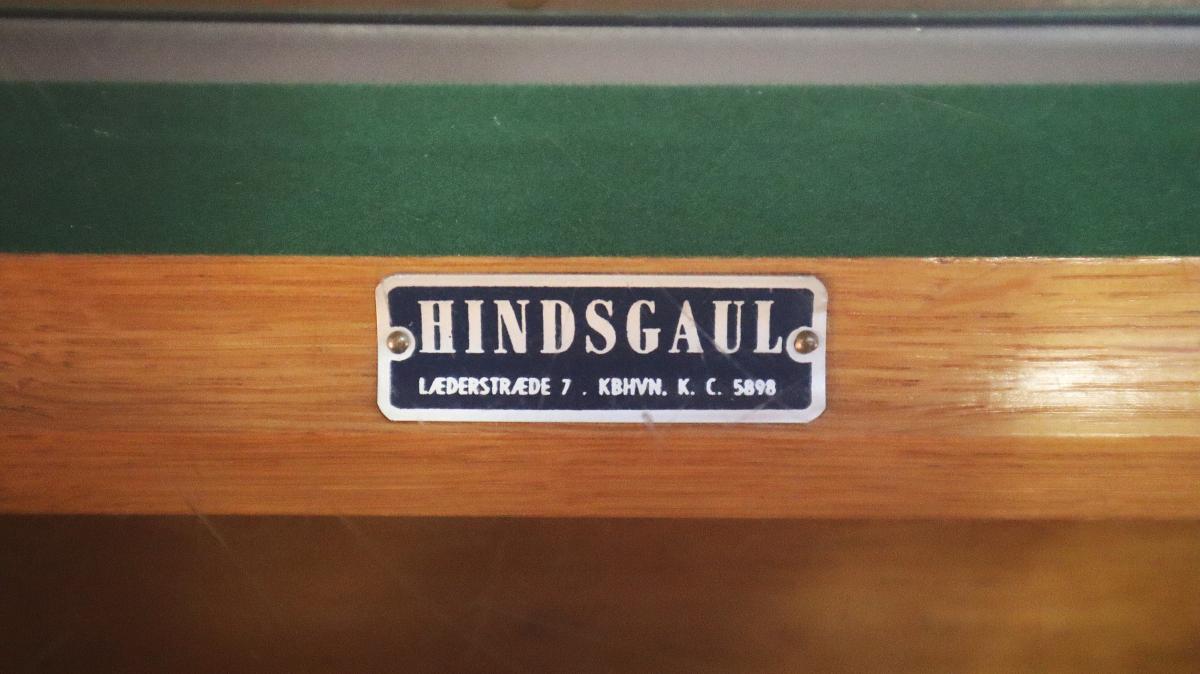 HINDSGAUL
LÆDERSTRÆDE 7 . KBHVN. K. C. 5898